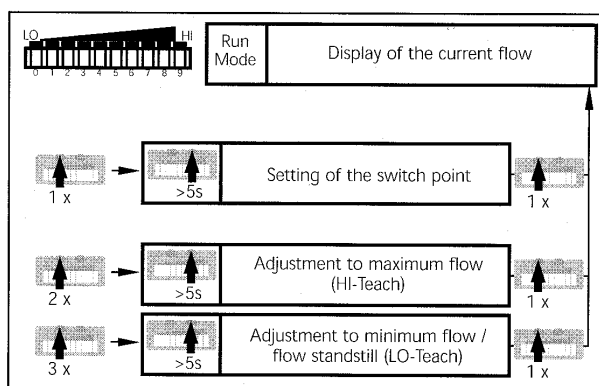 LO Hi
0 1 2 3 4 5 6 7 8 9
Run
Mode
Display of the current flow
1 x
>5s
Setting of the switch point
1 x
2 x
>5s
Adjustment to maximum flow
(HI-Teach)
1 x
3 x
>5s
Adjustment to minimum flow /
flow standstill (LO-Teach)
1 x